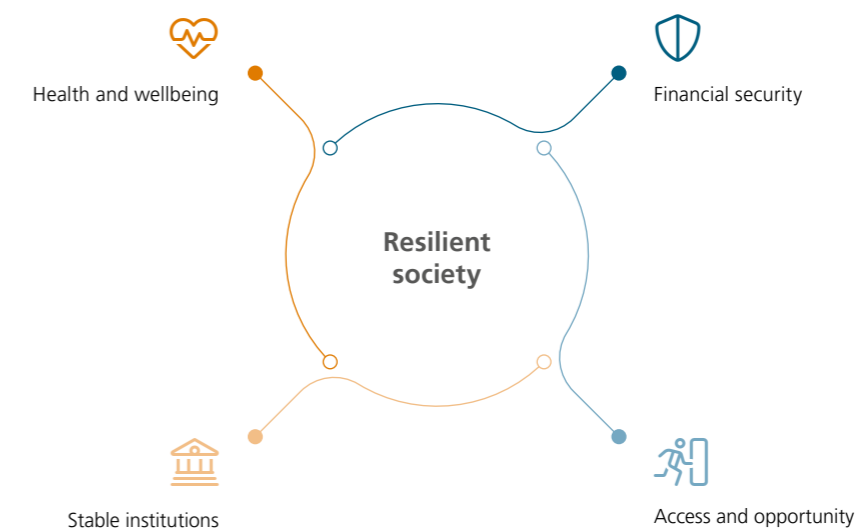 Health and wellbeing
Financial security
Resilient
society
Stable institutions
Access and opportunity